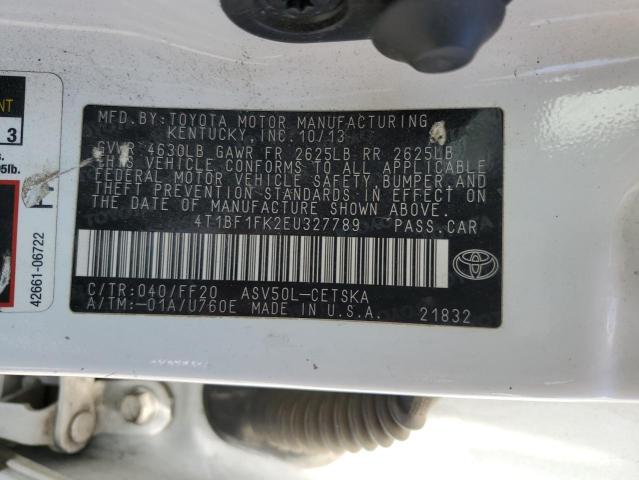 MFD.BY:TOYOTA MOTOR MANUFACTURING
KENTUCKY, INC. 10/13
GVWR 4630LB GAWR FR 2625LB RR 2625LB
THIS VEHICLE CONFORMS TO ALL APPLICABLE
FEDERAL MOTOR VEHICLE SAFETY, BUMPER, AND
THEFT PREVENTION STANDARDS IN EFFECT ON
THE DATE OF MANUFACTURE SHOWN ABOVE.
4T1BF1FK2EU327789 PASS.CAR
C/TR:040/FF20 ASV50L-CETSKA
A/TM:-01A/U760E MADE IN U.S.A. 21832
3
42661-06722